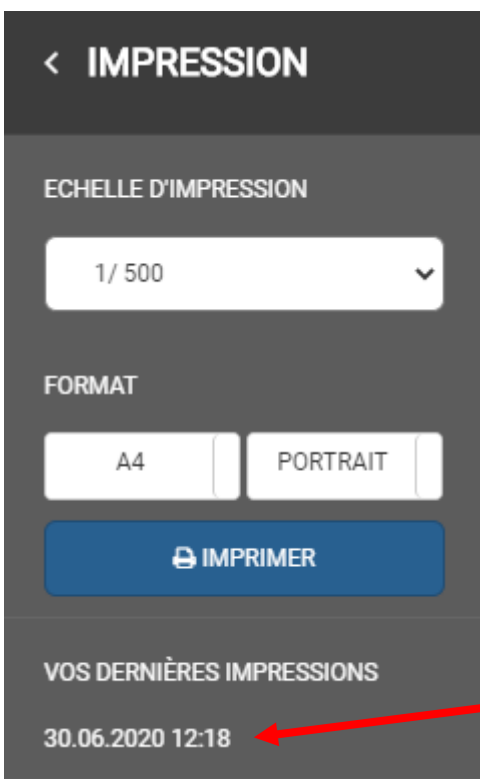 IMPRESSION
ECHELLE D'IMPRESSION
1/ 500
FORMAT
A4 PORTRAIT
IMPRIMER
VOS DERNIÈRES IMPRESSIONS
30.06.2020 12:18